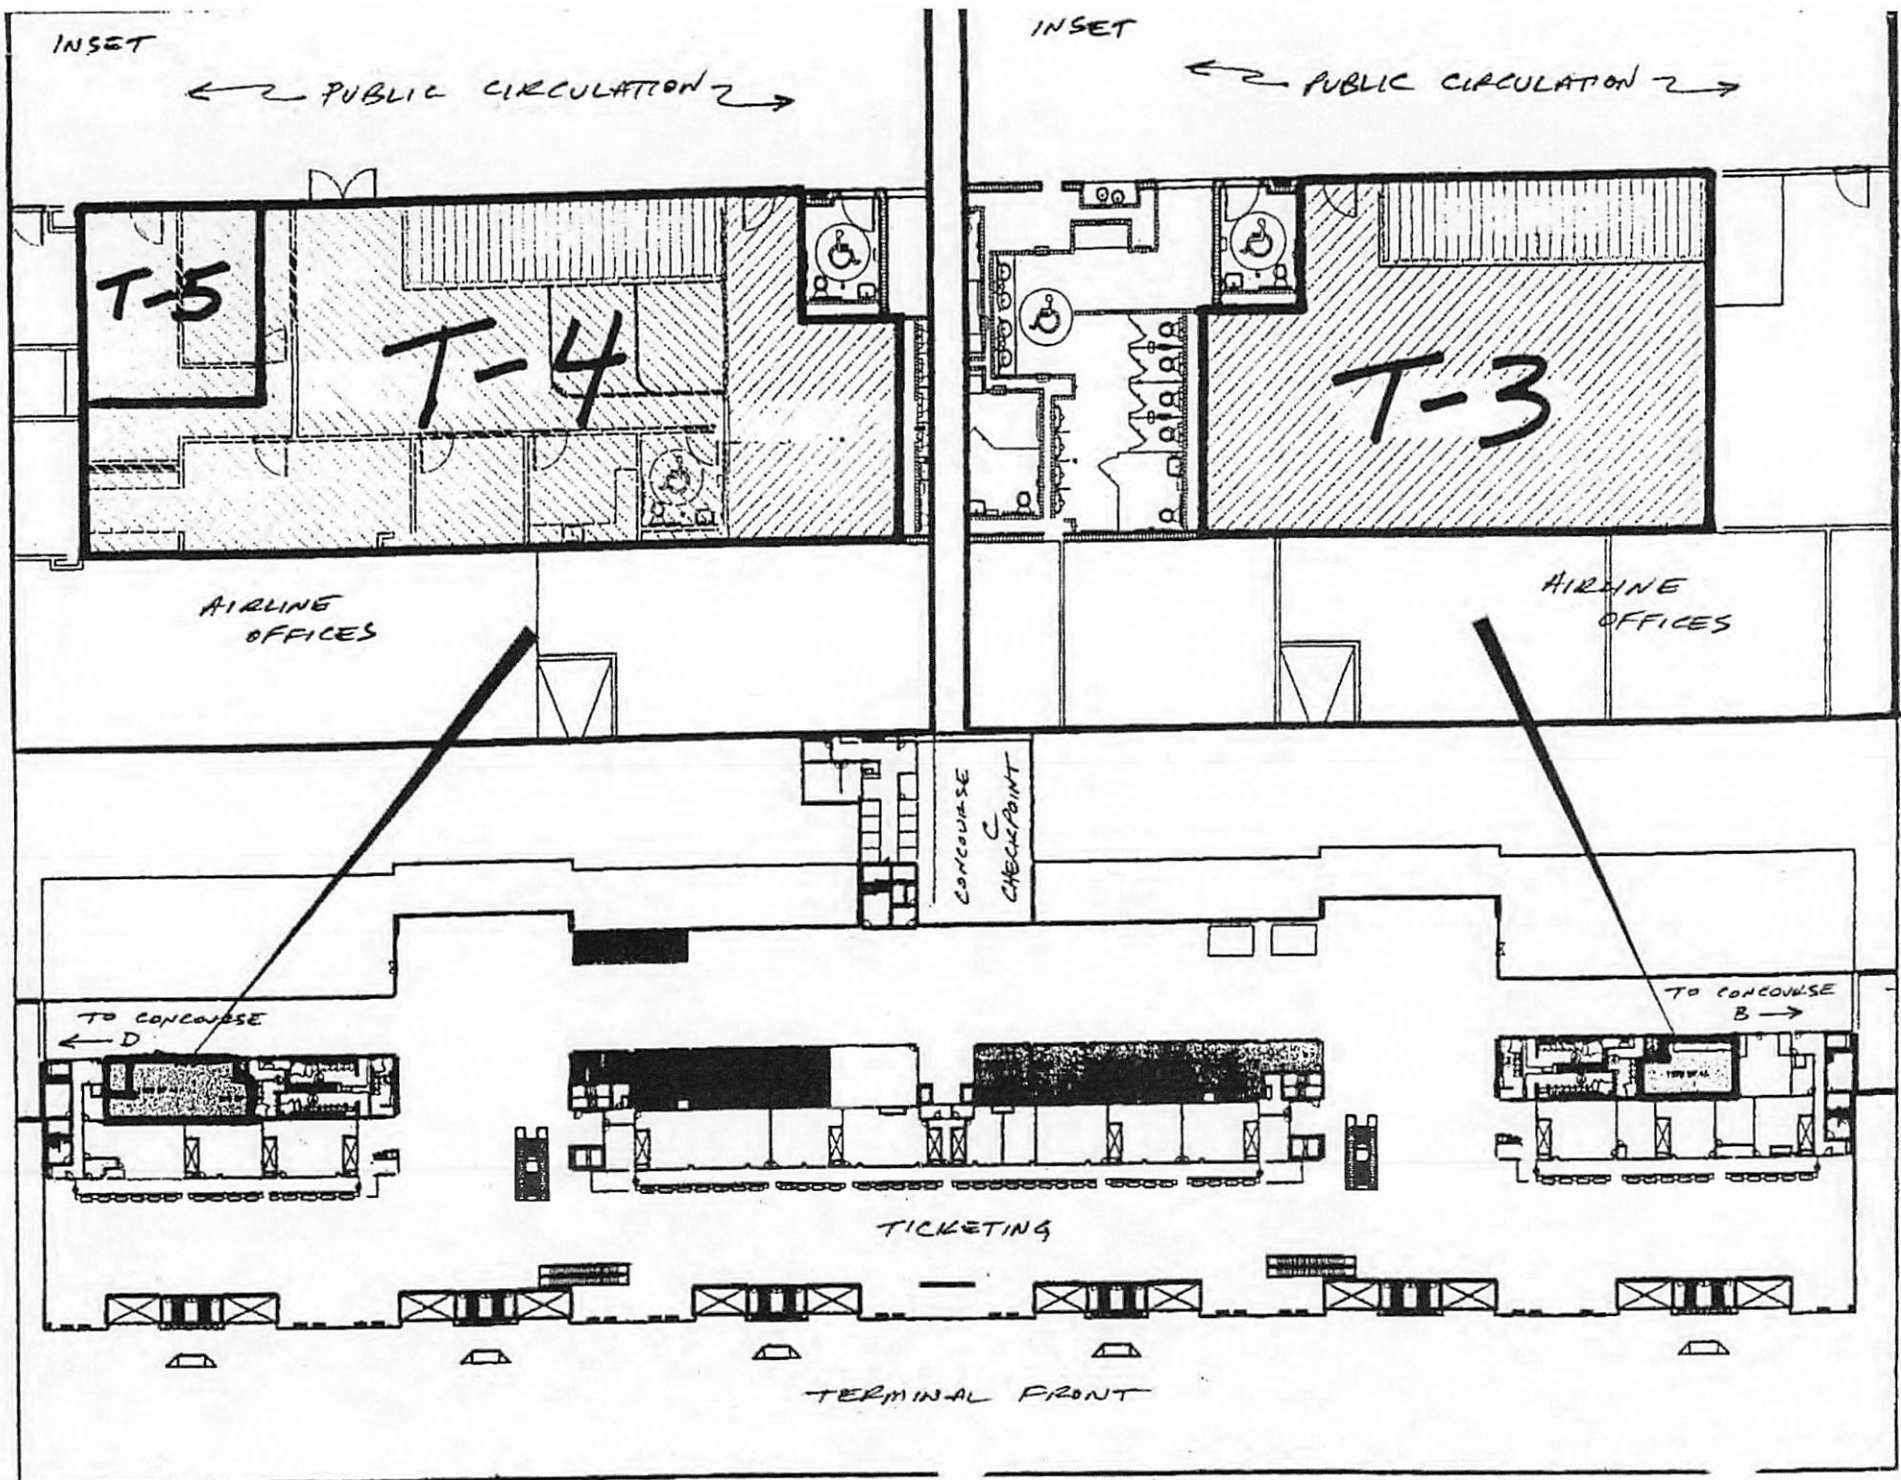 INSET
PUBLIC CIRCULATION
T-5
T-4
AIRLINE
OFFICES
INSET
PUBLIC CIRCULATION
T-3
AIRLINE
OFFICES
CONCOURSE
C
CHECKPOINT
TO CONCOURSE
D
TO CONCOURSE
B
TICKETING
TERMINAL FRONT